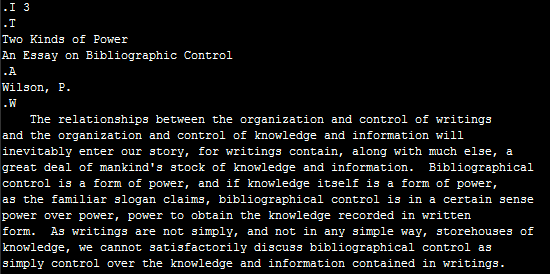 .I 3
.T
Two Kinds of Power
An Essay on Bibliographic Control
.A
Wilson, P.
.W
    The relationships between the organization and control of writings
and the organization and control of knowledge and information will
inevitably enter our story, for writings contain, along with much else, a
great deal of mankind's stock of knowledge and information.  Bibliographical
control is a form of power, and if knowledge itself is a form of power,
as the familiar slogan claims, bibliographical control is in a certain sense
power over power, power to obtain the knowledge recorded in written
form.  As writings are not simply, and not in any simple way, storehouses of
knowledge, we cannot satisfactorily discuss bibliographical control as
simply control over the knowledge and information contained in writings.